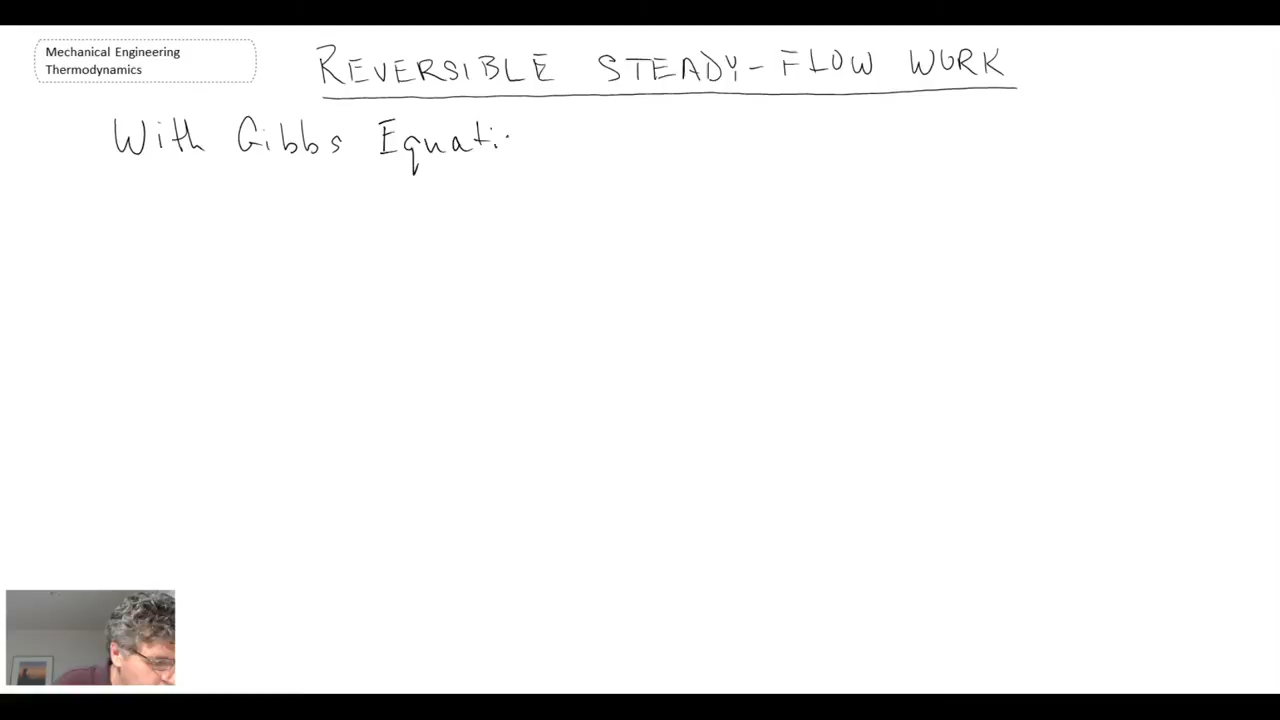 Mechanical Engineering
Thermodynamics
REVERSIBLE STEADY-FLOW WORK
With Gibbs Equati